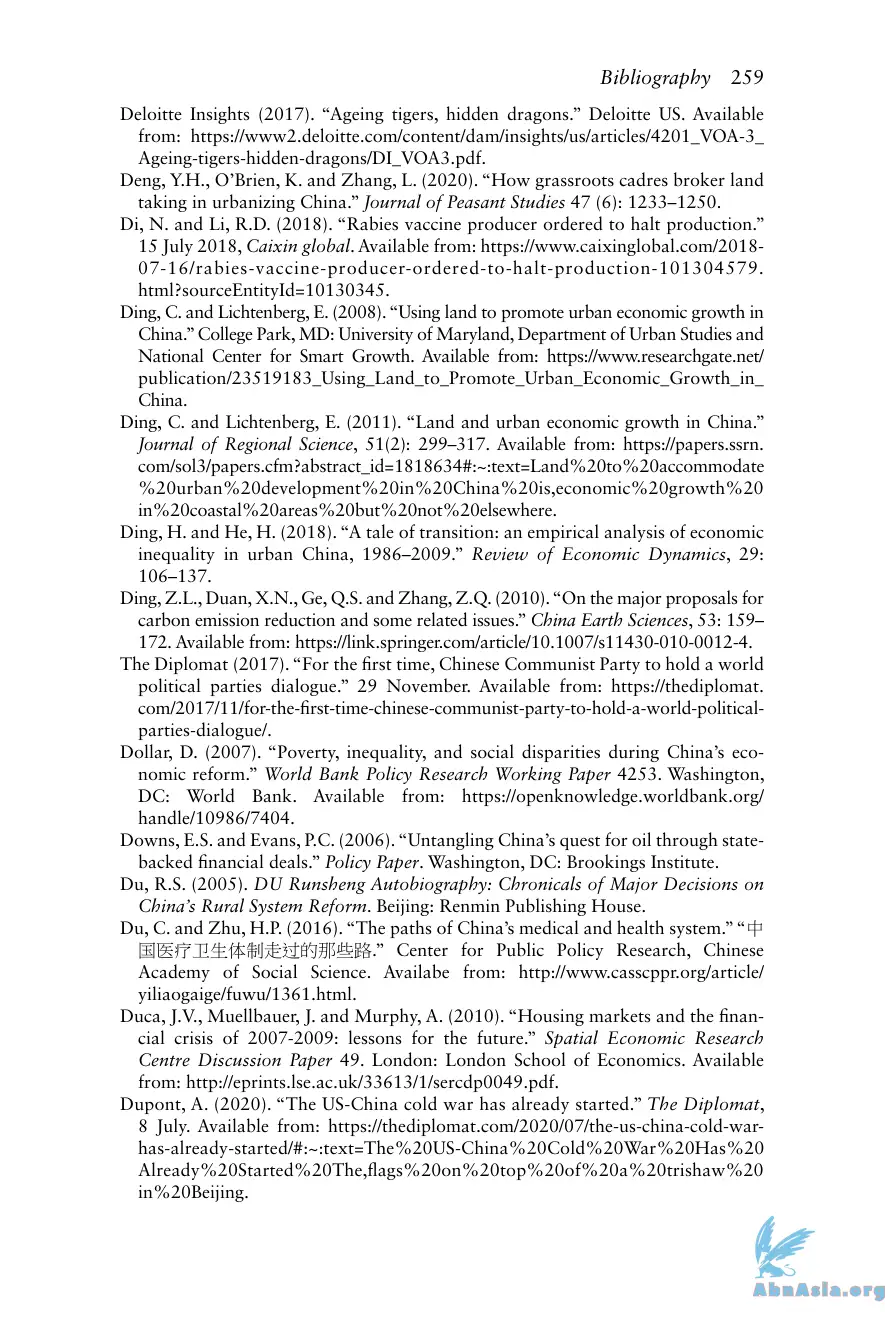 Bibliography 259
Deloitte Insights (2017). “Ageing tigers, hidden dragons.” Deloitte US. Available
from: https://www2.deloitte.com/content/dam/insights/us/articles/4201_VOA-3_
Ageing-tigers-hidden-dragons/DI_VOA3.pdf.
Deng, Y.H., O’Brien, K. and Zhang, L. (2020). “How grassroots cadres broker land
taking in urbanizing China.” Journal of Peasant Studies 47 (6): 1233–1250.
Di, N. and Li, R.D. (2018). “Rabies vaccine producer ordered to halt production.”
15 July 2018, Caixin global. Available from: https://www.caixinglobal.com/2018-
07-16/rabies-vaccine-producer-ordered-to-halt-production-101304579.
html?sourceEntityId=10130345.
Ding, C. and Lichtenberg, E. (2008). “Using land to promote urban economic growth in
China.” College Park, MD: University of Maryland, Department of Urban Studies and
National Center for Smart Growth. Available from: https://www.researchgate.net/
publication/23519183_Using_Land_to_Promote_Urban_Economic_Growth_in_
China.
Ding, C. and Lichtenberg, E. (2011). “Land and urban economic growth in China.”
Journal of Regional Science, 51(2): 299–317. Available from: https://papers.ssrn.
com/sol3/papers.cfm?abstract_id=1818634#:~:text=Land%20to%20accommodate
%20urban%20development%20in%20China%20is,economic%20growth%20
in%20coastal%20areas%20but%20not%20elsewhere.
Ding, H. and He, H. (2018). “A tale of transition: an empirical analysis of economic
inequality in urban China, 1986–2009.” Review of Economic Dynamics, 29:
106–137.
Ding, Z.L., Duan, X.N., Ge, Q.S. and Zhang, Z.Q. (2010). “On the major proposals for
carbon emission reduction and some related issues.” China Earth Sciences, 53: 159–
172. Available from: https://link.springer.com/article/10.1007/s11430-010-0012-4.
The Diplomat (2017). “For the first time, Chinese Communist Party to hold a world
political parties dialogue.” 29 November. Available from: https://thediplomat.
com/2017/11/for-the-first-time-chinese-communist-party-to-hold-a-world-political-
parties-dialogue/.
Dollar, D. (2007). “Poverty, inequality, and social disparities during China’s eco-
nomic reform.” World Bank Policy Research Working Paper 4253. Washington,
DC: World Bank. Available from: https://openknowledge.worldbank.org/
handle/10986/7404.
Downs, E.S. and Evans, P.C. (2006). “Untangling China’s quest for oil through state-
backed financial deals.” Policy Paper. Washington, DC: Brookings Institute.
Du, R.S. (2005). DU Runsheng Autobiography: Chronicals of Major Decisions on
China’s Rural System Reform. Beijing: Renmin Publishing House.
Du, C. and Zhu, H.P. (2016). “The paths of China’s medical and health system.” “中
国医疗卫生体制走过的那些路.” Center for Public Policy Research, Chinese
Academy of Social Science. Availabe from: http://www.casscppr.org/article/
yiliaogaige/fuwu/1361.html.
Duca, J.V., Muellbauer, J. and Murphy, A. (2010). “Housing markets and the finan-
cial crisis of 2007-2009: lessons for the future.” Spatial Economic Research
Centre Discussion Paper 49. London: London School of Economics. Available
from: http://eprints.lse.ac.uk/33613/1/sercdp0049.pdf.
Dupont, A. (2020). “The US-China cold war has already started.” The Diplomat,
8 July. Available from: https://thediplomat.com/2020/07/the-us-china-cold-war-
has-already-started/#:~:text=The%20US-China%20Cold%20War%20Has%20
Already%20Started%20The,flags%20on%20top%20of%20a%20trishaw%20
in%20Beijing.
AbnAsia.org